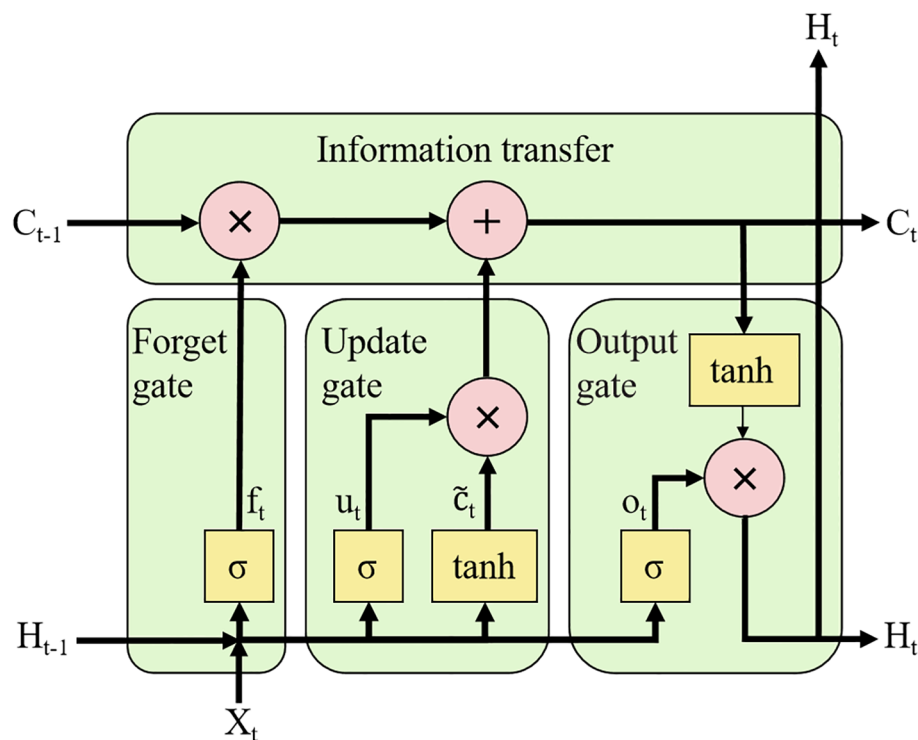 Hₜ
Information transfer
Cₜ₋₁
×
+
Cₜ
Forget
gate
Update
gate
Output
gate
tanh
×
×
fₜ
uₜ
c̃ₜ
oₜ
σ
σ
tanh
σ
Hₜ₋₁
Hₜ
Xₜ